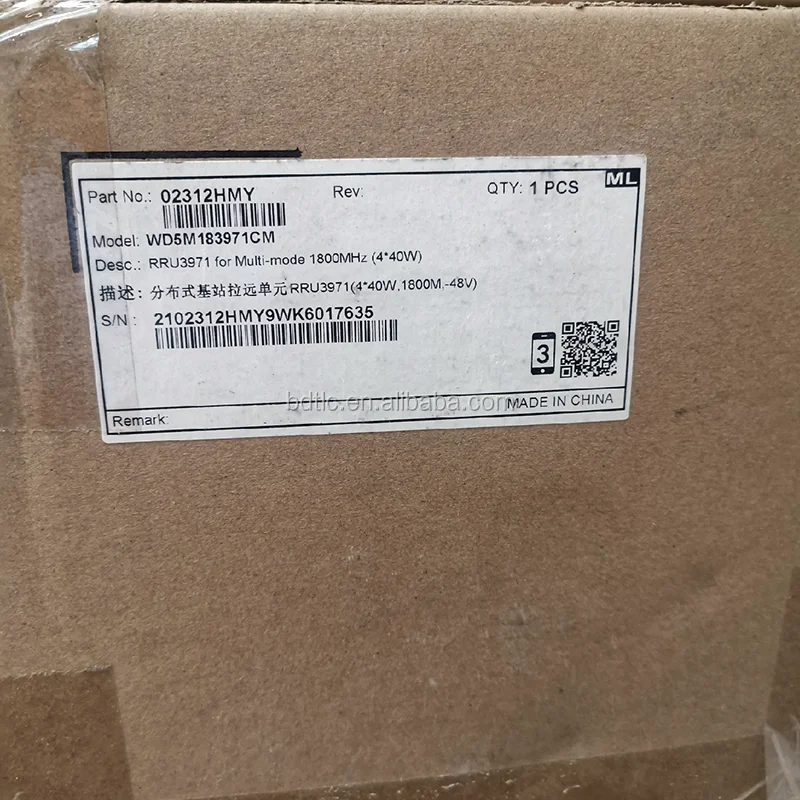 Part No.: 02312HMY Rev: QTY: 1 PCS ML
Model: WD5M183971CM
Desc.: RRU3971 for Multi-mode 1800MHz (4*40W)
描述: 分布式基站拉远单元RRU3971(4*40W,1800M,-48V)
S/N : 2102312HMY9WK6017635
3
bdtlc.en.alibaba.com
MADE IN CHINA
Remark: